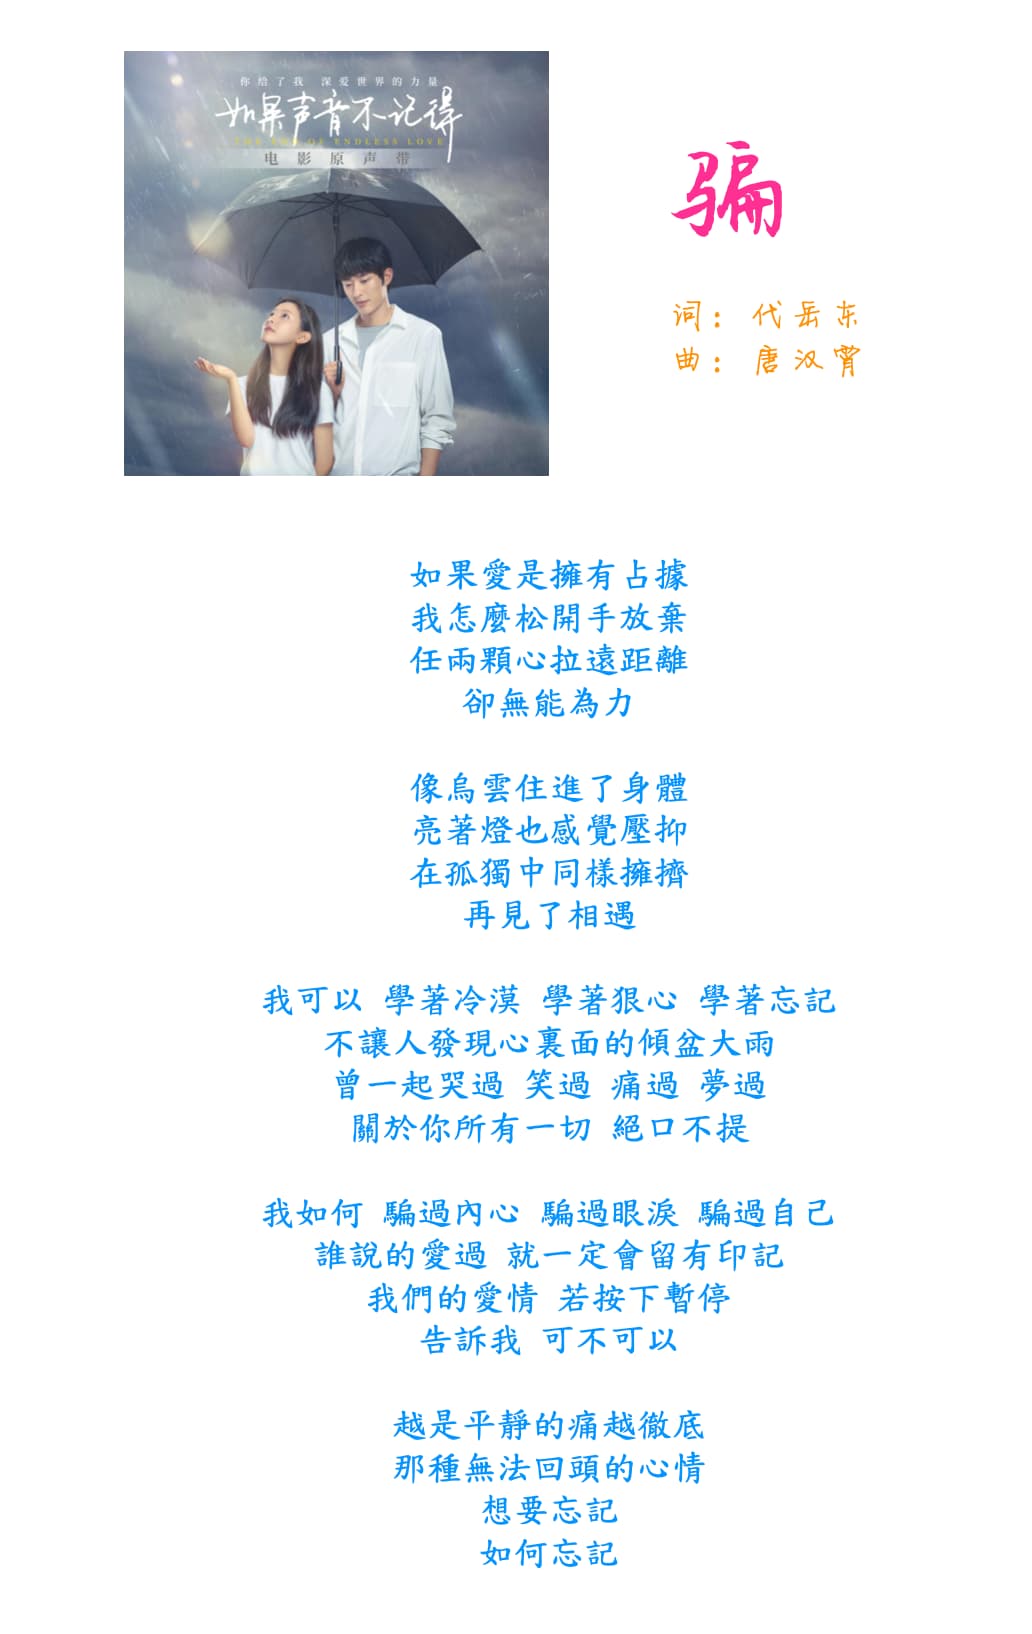 你给了我 深爱世界的力量
如果声音不记得
THE END OF ENDLESS LOVE
电影原声带
骗
词：代岳东
曲：唐汉霄
如果愛是擁有占據
我怎麼松開手放棄
任兩顆心拉遠距離
卻無能為力
像烏雲住進了身體
亮著燈也感覺壓抑
在孤獨中同樣擁擠
再見了相遇
我可以 學著冷漠 學著狠心 學著忘記
不讓人發現心裏面的傾盆大雨
曾一起哭過 笑過 痛過 夢過
關於你所有一切 絕口不提
我如何 騙過內心 騙過眼淚 騙過自己
誰說的愛過 就一定會留有印記
我們的愛情 若按下暫停
告訴我 可不可以
越是平靜的痛越徹底
那種無法回頭的心情
想要忘記
如何忘記